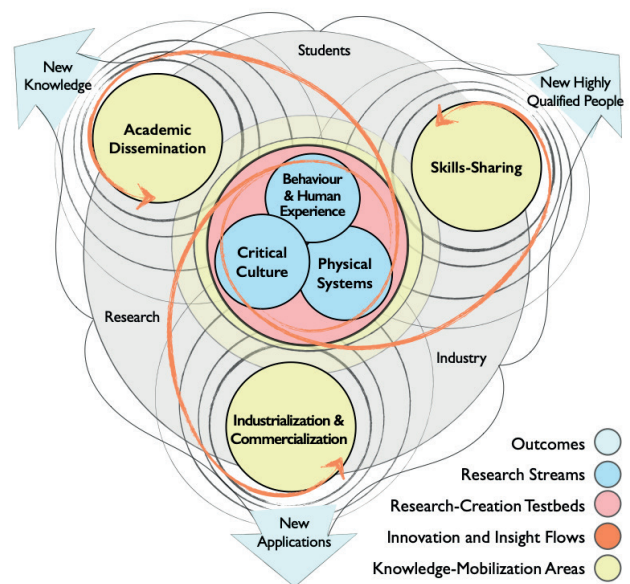 Students
New
Knowledge
New Highly
Qualified People
Academic
Dissemination
Skills-Sharing
Behaviour
& Human
Experience
Critical
Culture
Physical
Systems
Research
Industry
Industrialization &
Commercialization
New
Applications
Outcomes
Research Streams
Research-Creation Testbeds
Innovation and Insight Flows
Knowledge-Mobilization Areas